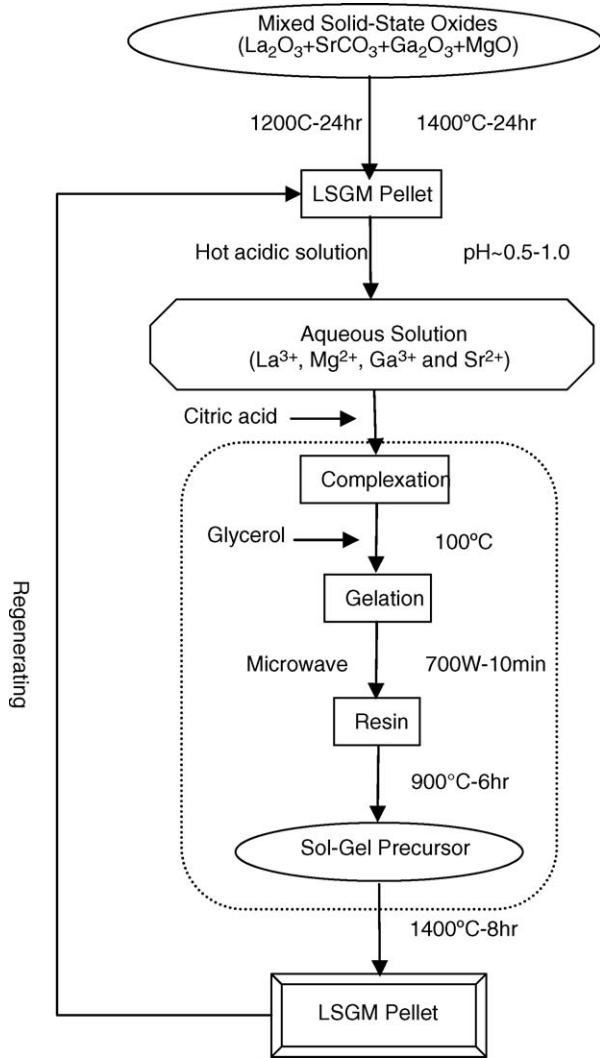 Mixed Solid-State Oxides
(La₂O₃+SrCO₃+Ga₂O₃+MgO)
1200C-24hr 1400ºC-24hr
LSGM Pellet
Hot acidic solution pH~0.5-1.0
Aqueous Solution
(La³⁺, Mg²⁺, Ga³⁺ and Sr²⁺)
Citric acid
Complexation
Glycerol 100ºC
Gelation
Regenerating
Microwave 700W-10min
Resin
900°C-6hr
Sol-Gel Precursor
1400ºC-8hr
LSGM Pellet